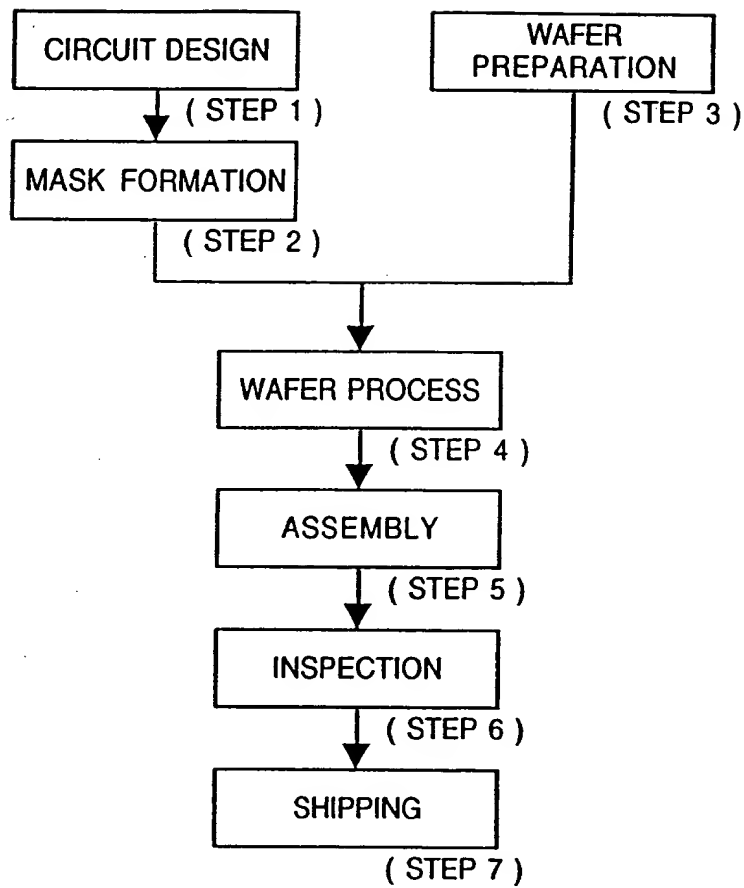 CIRCUIT DESIGN
( STEP 1 )
MASK FORMATION
( STEP 2 )
WAFER
PREPARATION
( STEP 3 )
WAFER PROCESS
( STEP 4 )
ASSEMBLY
( STEP 5 )
INSPECTION
( STEP 6 )
SHIPPING
( STEP 7 )